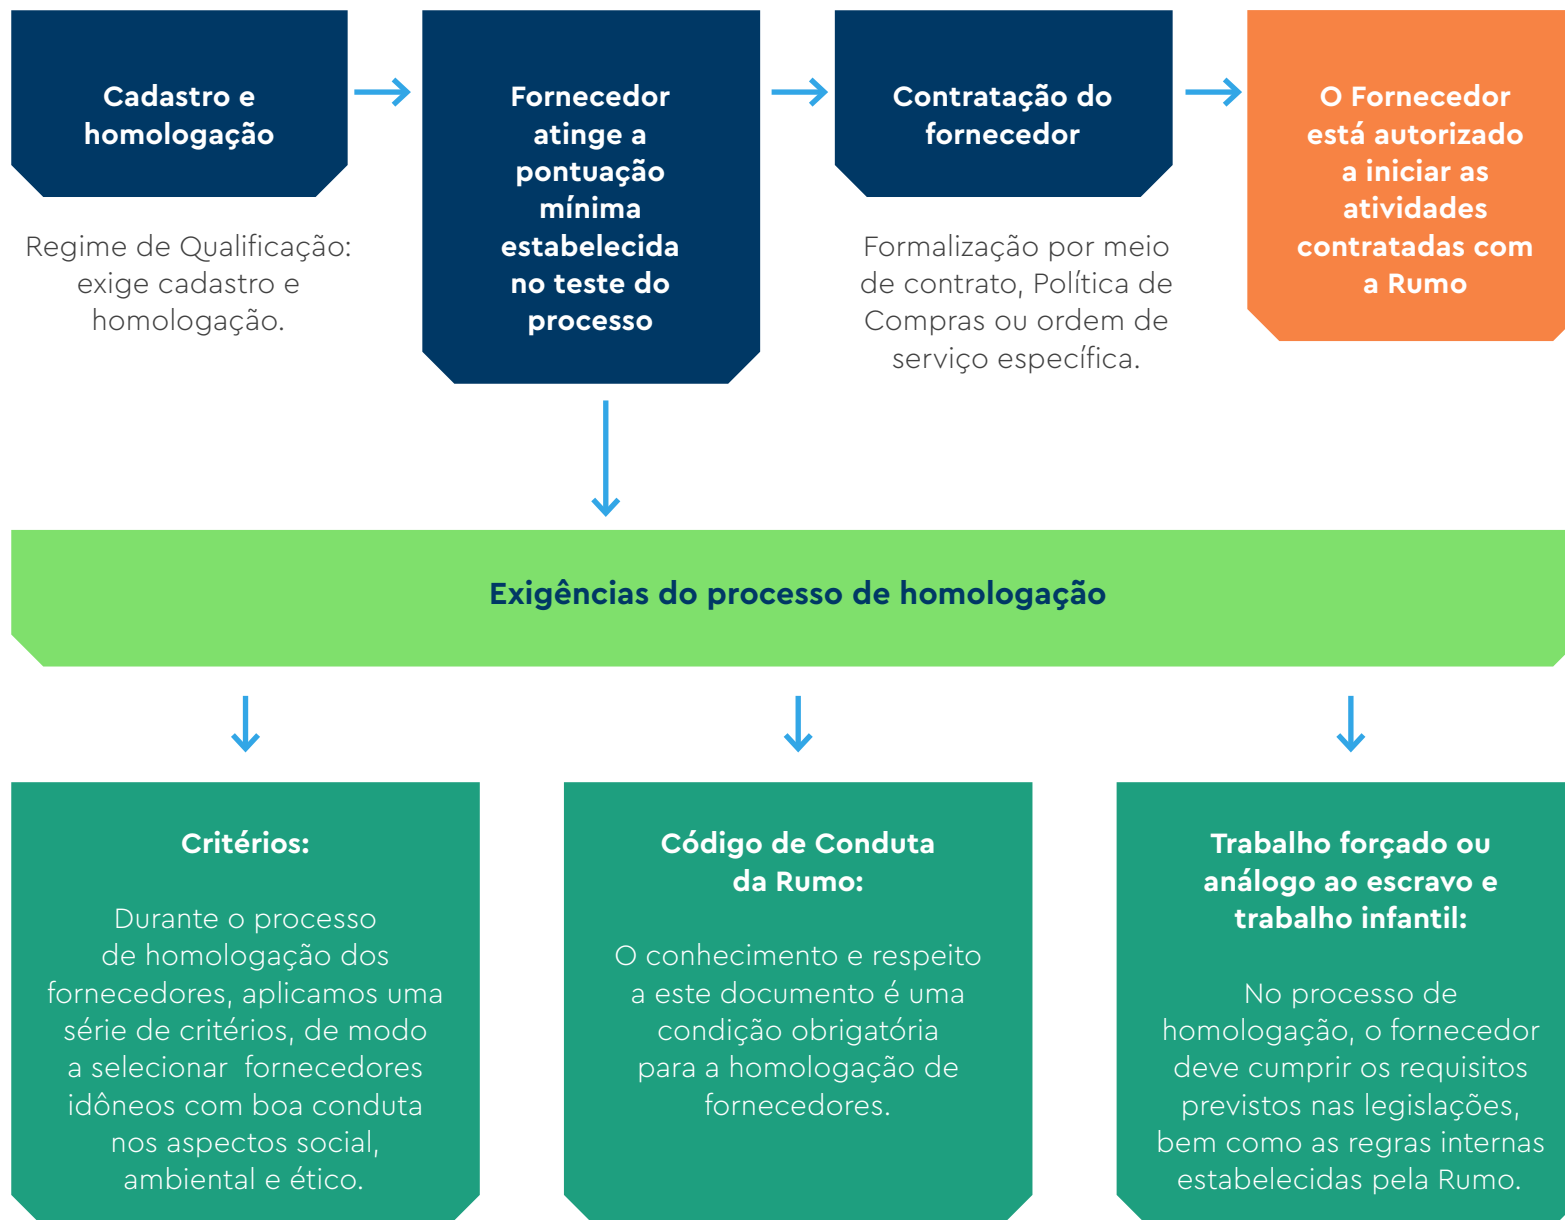 Cadastro e
homologação
Regime de Qualificação:
exige cadastro e
homologação.
Fornecedor
atinge a
pontuação
mínima
estabelecida
no teste do
processo
Contratação do
fornecedor
Formalização por meio
de contrato, Política de
Compras ou ordem de
serviço específica.
O Fornecedor
está autorizado
a iniciar as
atividades
contratadas com
a Rumo
Exigências do processo de homologação
Critérios:
Durante o processo
de homologação dos
fornecedores, aplicamos uma
série de critérios, de modo
a selecionar fornecedores
idôneos com boa conduta
nos aspectos social,
ambiental e ético.
Código de Conduta
da Rumo:
O conhecimento e respeito
a este documento é uma
condição obrigatória
para a homologação de
fornecedores.
Trabalho forçado ou
análogo ao escravo e
trabalho infantil:
No processo de
homologação, o fornecedor
deve cumprir os requisitos
previstos nas legislações,
bem como as regras internas
estabelecidas pela Rumo.